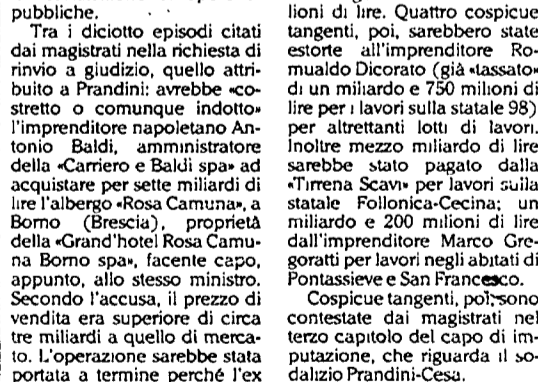 pubbliche.
Tra i diciotto episodi citati
dai magistrati nella richiesta di
rinvio a giudizio, quello attri-
buito a Prandini: avrebbe «co-
stretto o comunque indotto»
l'imprenditore napoletano An-
tonio Baldi, amministratore
della «Carriero e Baldi spa» ad
acquistare per sette miliardi di
lire l'albergo «Rosa Camuna», a
Borno (Brescia), proprietà
della «Grand'hotel Rosa Camu-
na Borno spa», facente capo,
appunto, allo stesso ministro.
Secondo l'accusa, il prezzo di
vendita era superiore di circa
tre miliardi a quello di merca-
to. L'operazione sarebbe stata
portata a termine perché l'ex
lioni di lire. Quattro cospicue
tangenti, poi, sarebbero state
estorte all'imprenditore Ro-
mualdo Dicorato (già «tassato»
di un miliardo e 750 milioni di
lire per i lavori sulla statale 98)
per altrettanti lotti di lavori.
Inoltre mezzo miliardo di lire
sarebbe stato pagato dalla
«Tirrena Scavi» per lavori sulla
statale Follonica-Cecina; un
miliardo e 200 milioni di lire
dall'imprenditore Marco Gre-
goratti per lavori negli abitati di
Pontassieve e San Francesco.
Cospicue tangenti, poi, sono
contestate dai magistrati nel
terzo capitolo del capo di im-
putazione, che riguarda il so-
dalizio Prandini-Cesa.